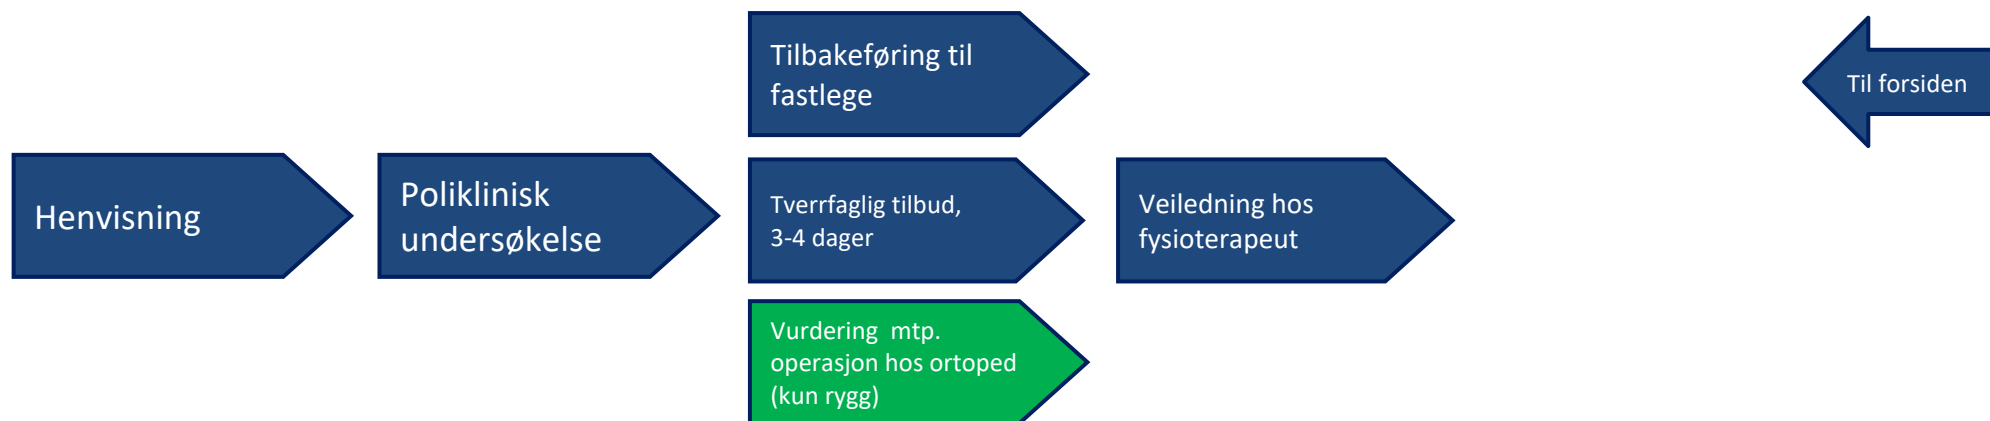 Henvisning
Poliklinisk
undersøkelse
Tilbakeføring til
fastlege
Tverrfaglig tilbud,
3-4 dager
Vurdering  mtp.
operasjon hos ortoped
(kun rygg)
Veiledning hos
fysioterapeut
Til forsiden